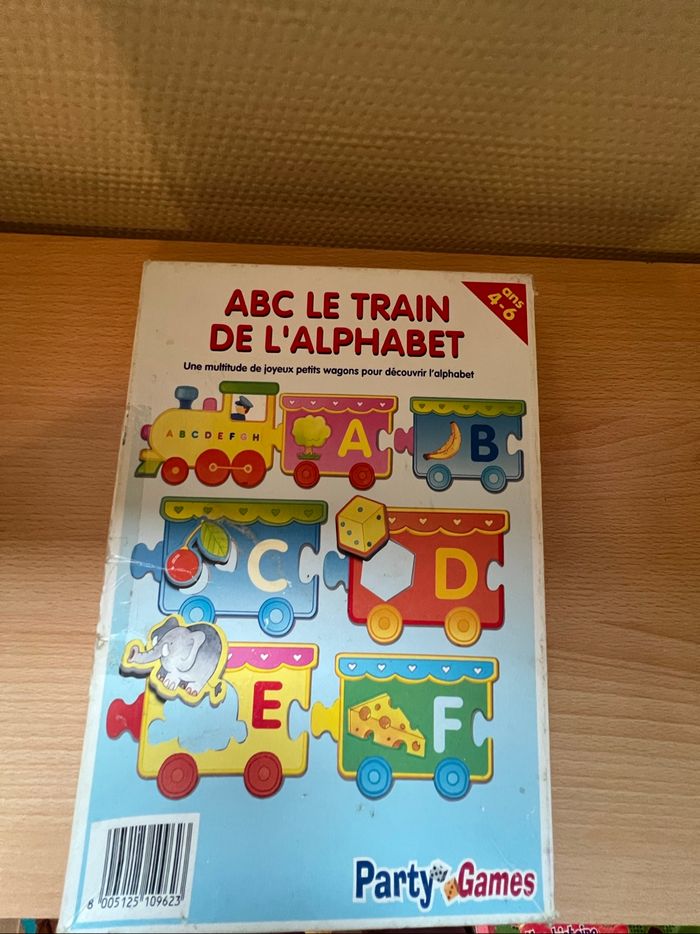 ABC LE TRAIN
DE L'ALPHABET
ans
4-6
Une multitude de joyeux petits wagons pour découvrir l'alphabet
A B C D E F G H
A
B
C
D
E
F
8 005125 109623
Party Games